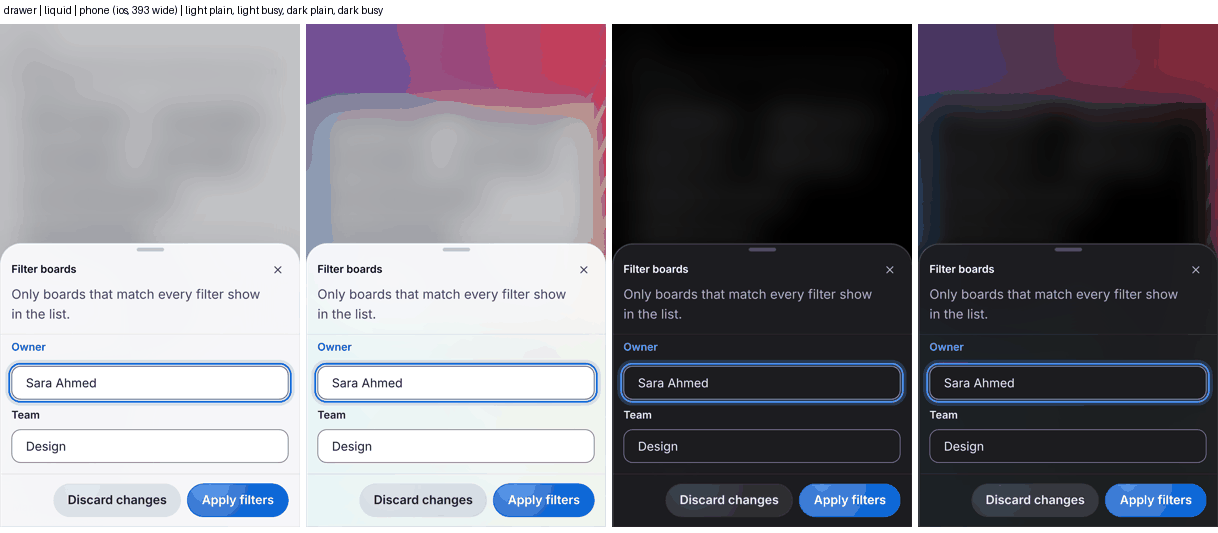 drawer | liquid | phone (ios, 393 wide) | light plain, light busy, dark plain, dark busy
Filter boards
Only boards that match every filter show
in the list.
Owner
Sara Ahmed
Team
Design
Discard changes
Apply filters
Filter boards
Only boards that match every filter show
in the list.
Owner
Sara Ahmed
Team
Design
Discard changes
Apply filters
Filter boards
Only boards that match every filter show
in the list.
Owner
Sara Ahmed
Team
Design
Discard changes
Apply filters
Filter boards
Only boards that match every filter show
in the list.
Owner
Sara Ahmed
Team
Design
Discard changes
Apply filters